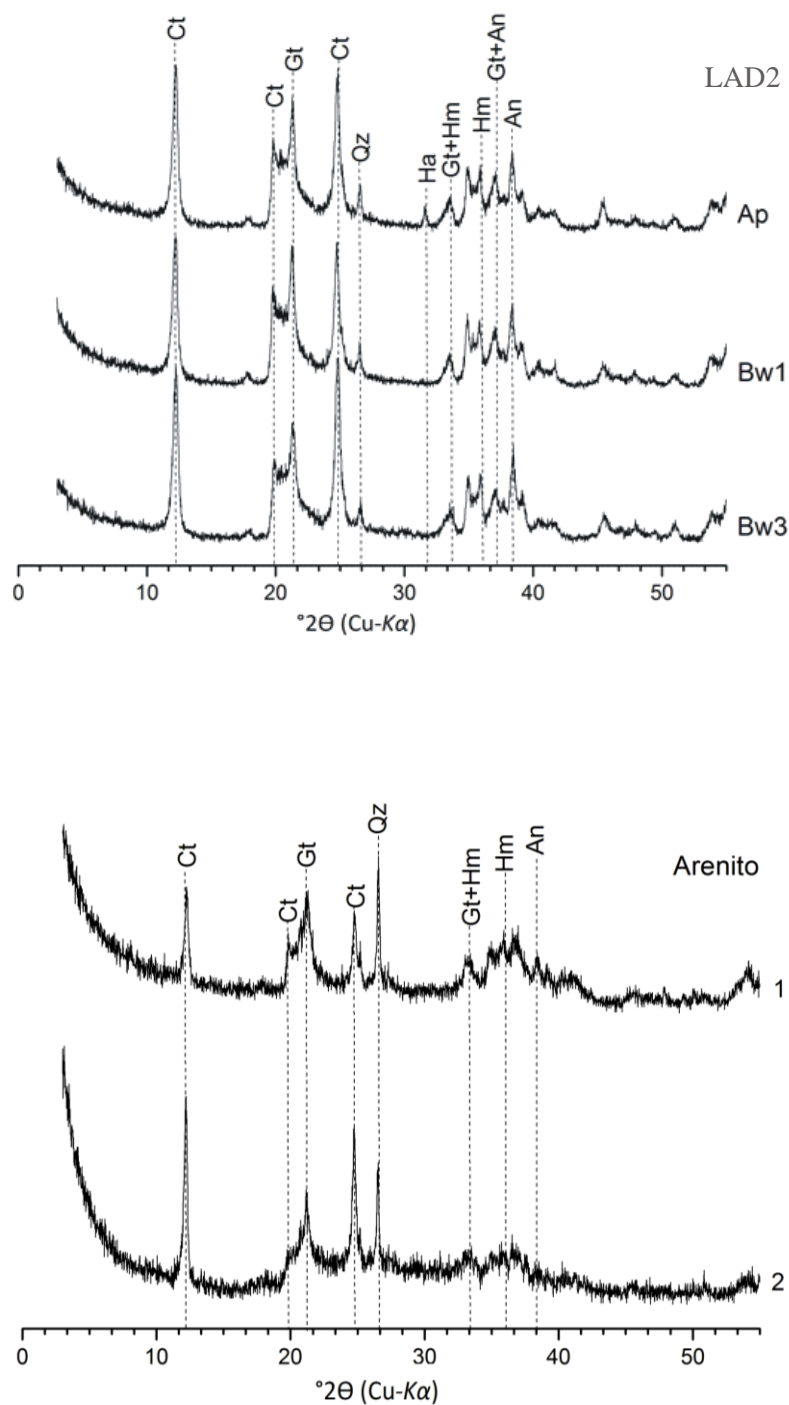 Ct
Ct
Gt
Ct
Qz
Ha
Gt+Hm
Hm
Gt+An
An
LAD2
Ap
Bw1
Bw3
0 10 20 30 40 50
°2Ɵ (Cu-Kα)
Ct
Ct
Gt
Ct
Qz
Gt+Hm
Hm
An
Arenito
1
2
0 10 20 30 40 50
°2Ɵ (Cu-Kα)